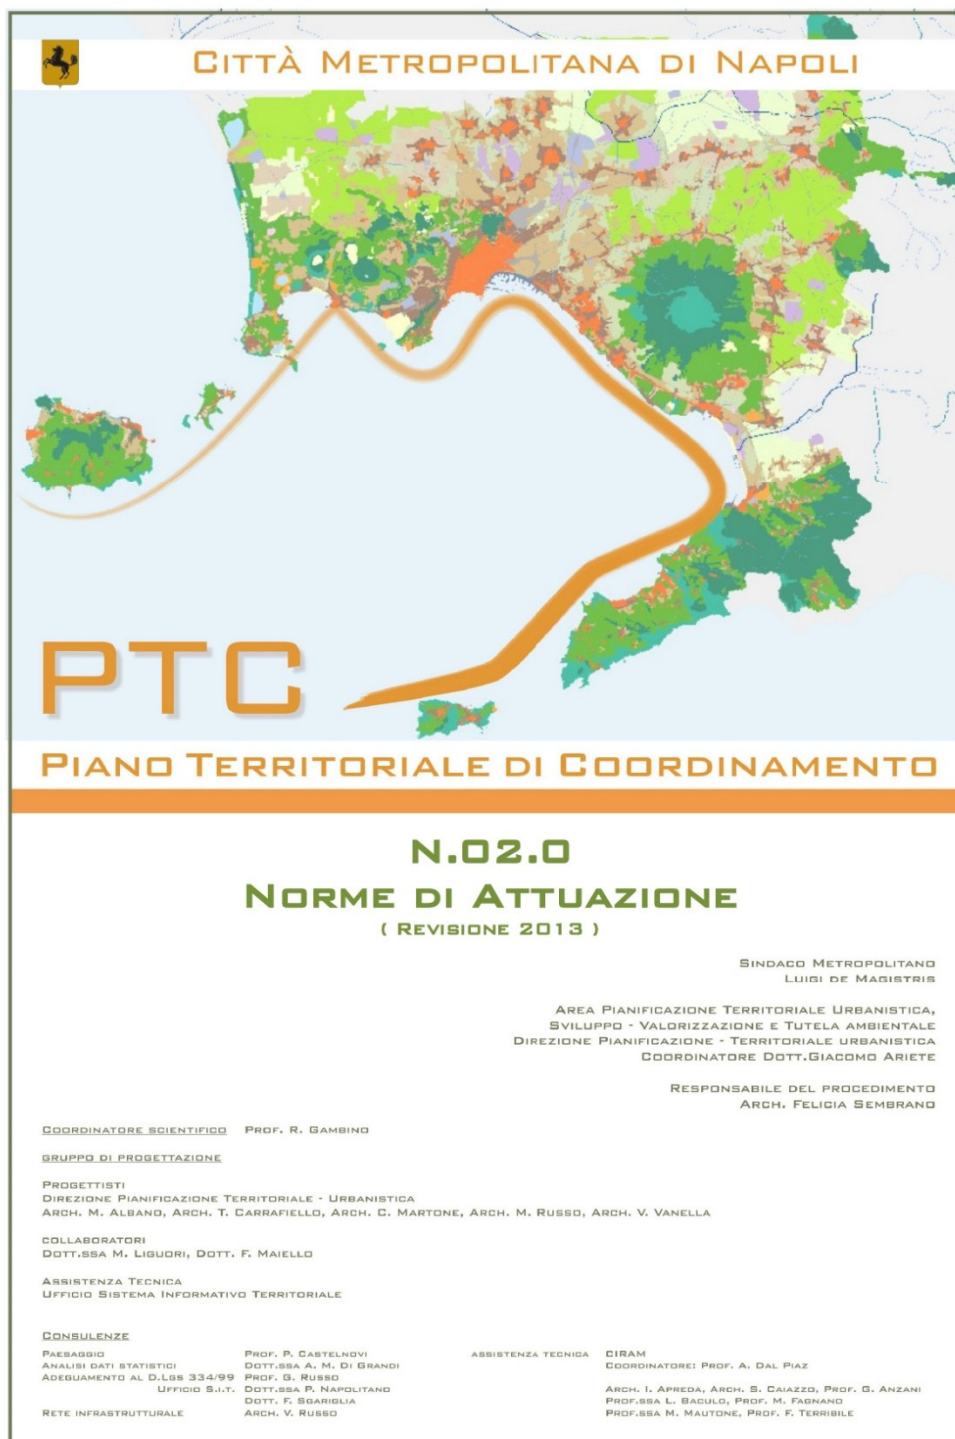 Città Metropolitana di Napoli
PTC
Piano Territoriale di Coordinamento
N.02.0
Norme di Attuazione
( Revisione 2013 )
Sindaco Metropolitano
Luigi de Magistris
Area Pianificazione Territoriale Urbanistica,
Sviluppo - Valorizzazione e Tutela ambientale
Direzione Pianificazione - Territoriale urbanistica
Coordinatore Dott.Giacomo Ariete
Responsabile del procedimento
Arch. Felicia Sembrano
Coordinatore scientifico Prof. R. Gambino
gruppo di progettazione
Progettisti
Direzione Pianificazione Territoriale - Urbanistica
Arch. M. Albano, Arch. T. Carrafiello, Arch. C. Martone, Arch. M. Russo, Arch. V. Vanella
collaboratori
Dott.ssa M. Liguori, Dott. F. Maiello
Assistenza Tecnica
Ufficio Sistema Informativo Territoriale
Consulenze
Paesaggio Prof. P. Castelnovi
Analisi dati statistici Dott.ssa A. M. Di Grandi
Adeguamento al D.Lgs 334/99 Prof. G. Russo
Ufficio S.I.T. Dott.ssa P. Napolitano
Dott. F. Sgariglia
Rete infrastrutturale Arch. V. Russo
assistenza tecnica CIRAM
Coordinatore: Prof. A. Dal Piaz
Arch. I. Apreda, Arch. S. Caiazzo, Prof. G. Anzani
Prof.ssa L. Baculo, Prof. M. Fagnano
Prof.ssa M. Mautone, Prof. F. Terribile